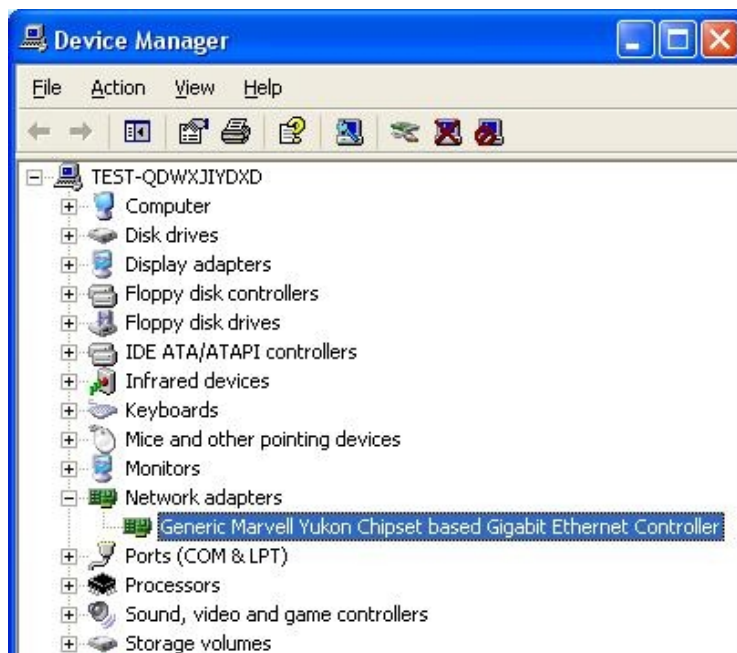 Device Manager
File Action View Help
TEST-QDWXJIYDXD
Computer
Disk drives
Display adapters
Floppy disk controllers
Floppy disk drives
IDE ATA/ATAPI controllers
Infrared devices
Keyboards
Mice and other pointing devices
Monitors
Network adapters
Generic Marvell Yukon Chipset based Gigabit Ethernet Controller
Ports (COM & LPT)
Processors
Sound, video and game controllers
Storage volumes